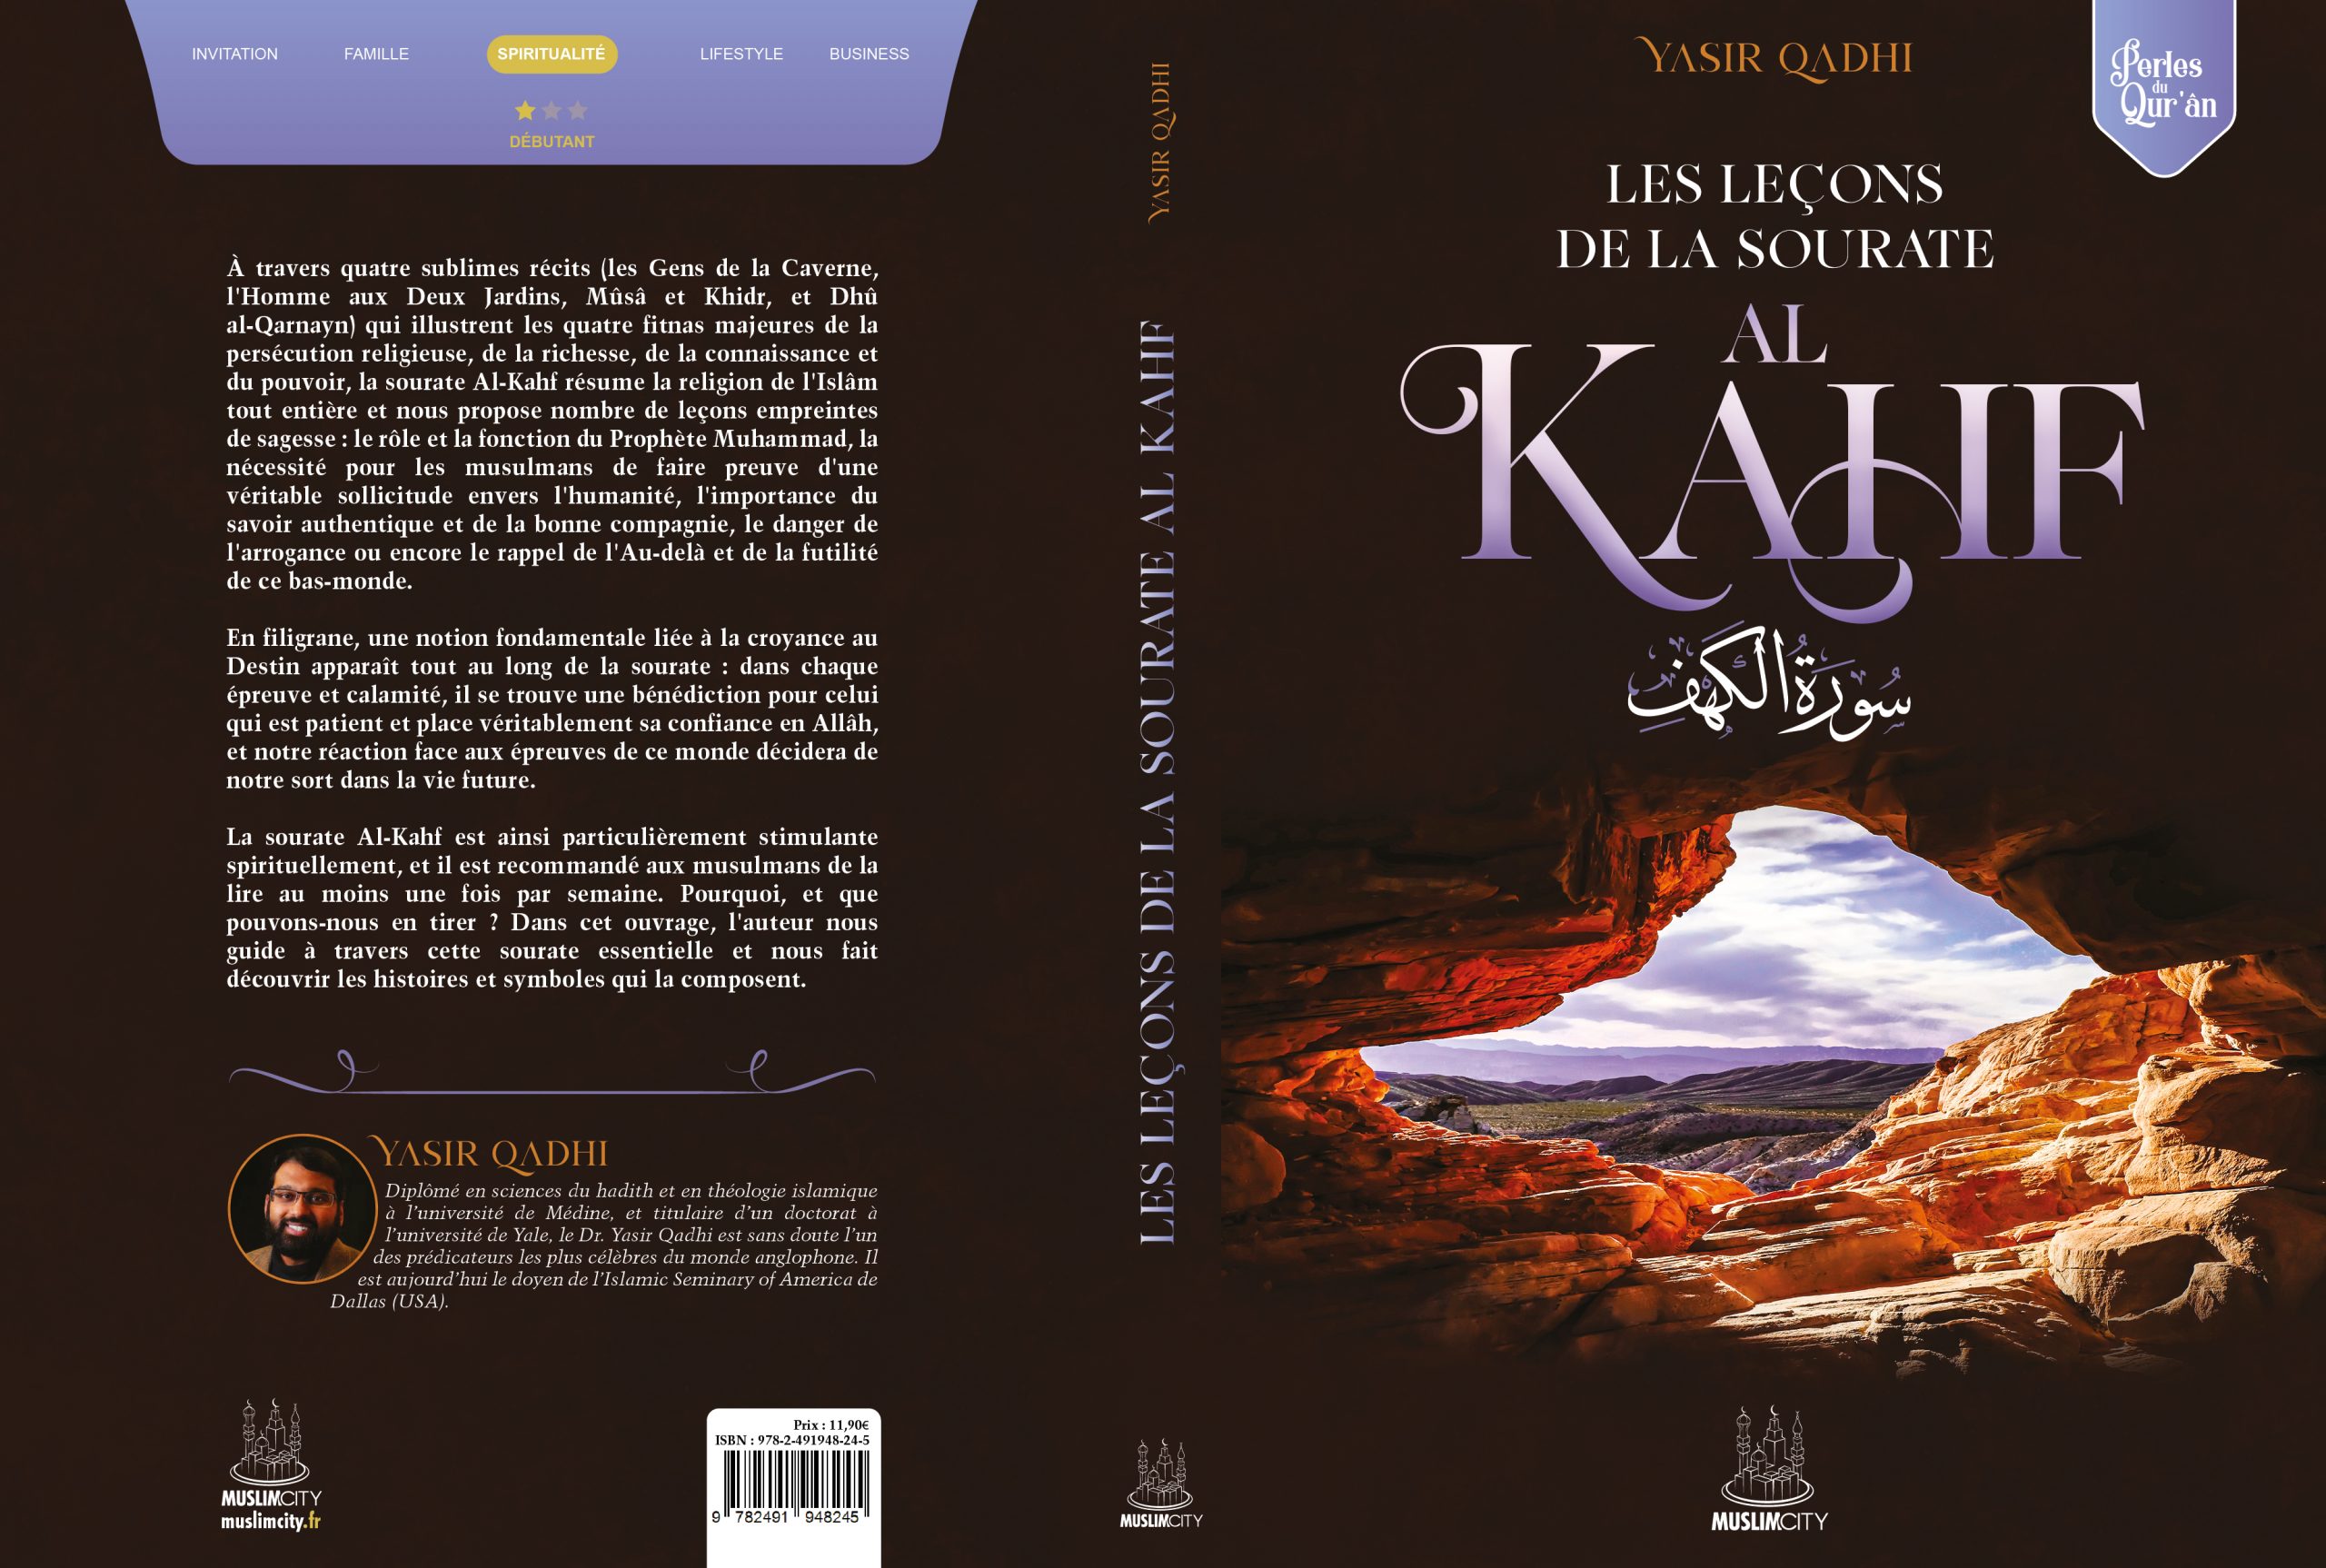 INVITATION FAMILLE SPIRITUALITÉ LIFESTYLE BUSINESS
DÉBUTANT
À travers quatre sublimes récits (les Gens de la Caverne,
l'Homme aux Deux Jardins, Mûsâ et Khidr, et Dhû
al-Qarnayn) qui illustrent les quatre fitnas majeures de la
persécution religieuse, de la richesse, de la connaissance et
du pouvoir, la sourate Al-Kahf résume la religion de l'Islâm
tout entière et nous propose nombre de leçons empreintes
de sagesse : le rôle et la fonction du Prophète Muhammad, la
nécessité pour les musulmans de faire preuve d'une
véritable sollicitude envers l'humanité, l'importance du
savoir authentique et de la bonne compagnie, le danger de
l'arrogance ou encore le rappel de l'Au-delà et de la futilité
de ce bas-monde.
En filigrane, une notion fondamentale liée à la croyance au
Destin apparaît tout au long de la sourate : dans chaque
épreuve et calamité, il se trouve une bénédiction pour celui
qui est patient et place véritablement sa confiance en Allâh,
et notre réaction face aux épreuves de ce monde décidera de
notre sort dans la vie future.
La sourate Al-Kahf est ainsi particulièrement stimulante
spirituellement, et il est recommandé aux musulmans de la
lire au moins une fois par semaine. Pourquoi, et que
pouvons-nous en tirer ? Dans cet ouvrage, l'auteur nous
guide à travers cette sourate essentielle et nous fait
découvrir les histoires et symboles qui la composent.
YASIR QADHI
Diplômé en sciences du hadith et en théologie islamique
à l’université de Médine, et titulaire d’un doctorat à
l’université de Yale, le Dr. Yasir Qadhi est sans doute l’un
des prédicateurs les plus célèbres du monde anglophone. Il
est aujourd’hui le doyen de l’Islamic Seminary of America de
Dallas (USA).
MUSLIMCITY
muslimcity.fr
Prix : 11,90€
ISBN : 978-2-491948-24-5
9 782491 948245
YASIR QADHI
LES LEÇONS DE LA SOURATE AL KAHF
MUSLIMCITY
YASIR QADHI
Perles
du
Qur'ân
LES LEÇONS
DE LA SOURATE
AL
KAHF
سُورَةُ الكَهْفِ
MUSLIMCITY